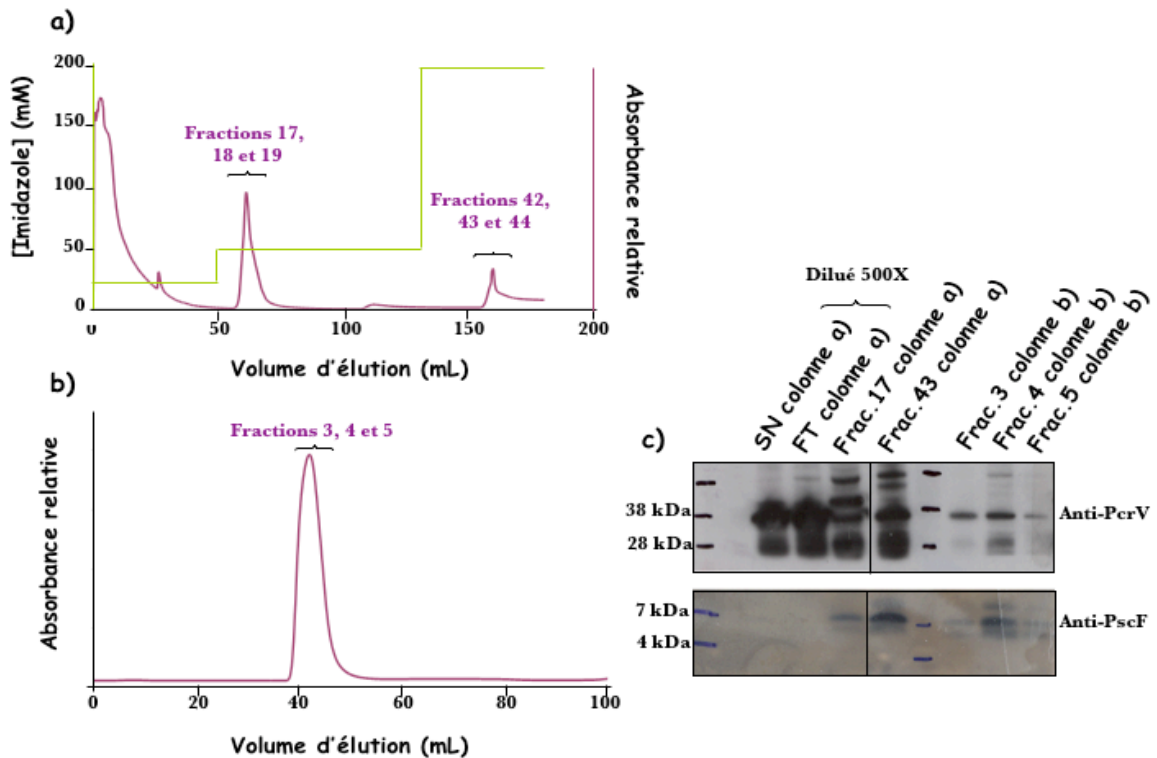 a)
[Imidazole] (mM)
200
150
100
50
0
Fractions 17,
18 et 19
Fractions 42,
43 et 44
Absorbance relative
0 50 100 150 200
Volume d'élution (mL)
b)
Absorbance relative
Fractions 3, 4 et 5
0 20 40 60 80 100
Volume d'élution (mL)
c)
Dilué 500X
SN colonne a)
FT colonne a)
Frac. 17 colonne a)
Frac. 43 colonne a)
Frac. 3 colonne b)
Frac. 4 colonne b)
Frac. 5 colonne b)
38 kDa
28 kDa
Anti-PcrV
7 kDa
4 kDa
Anti-PscF